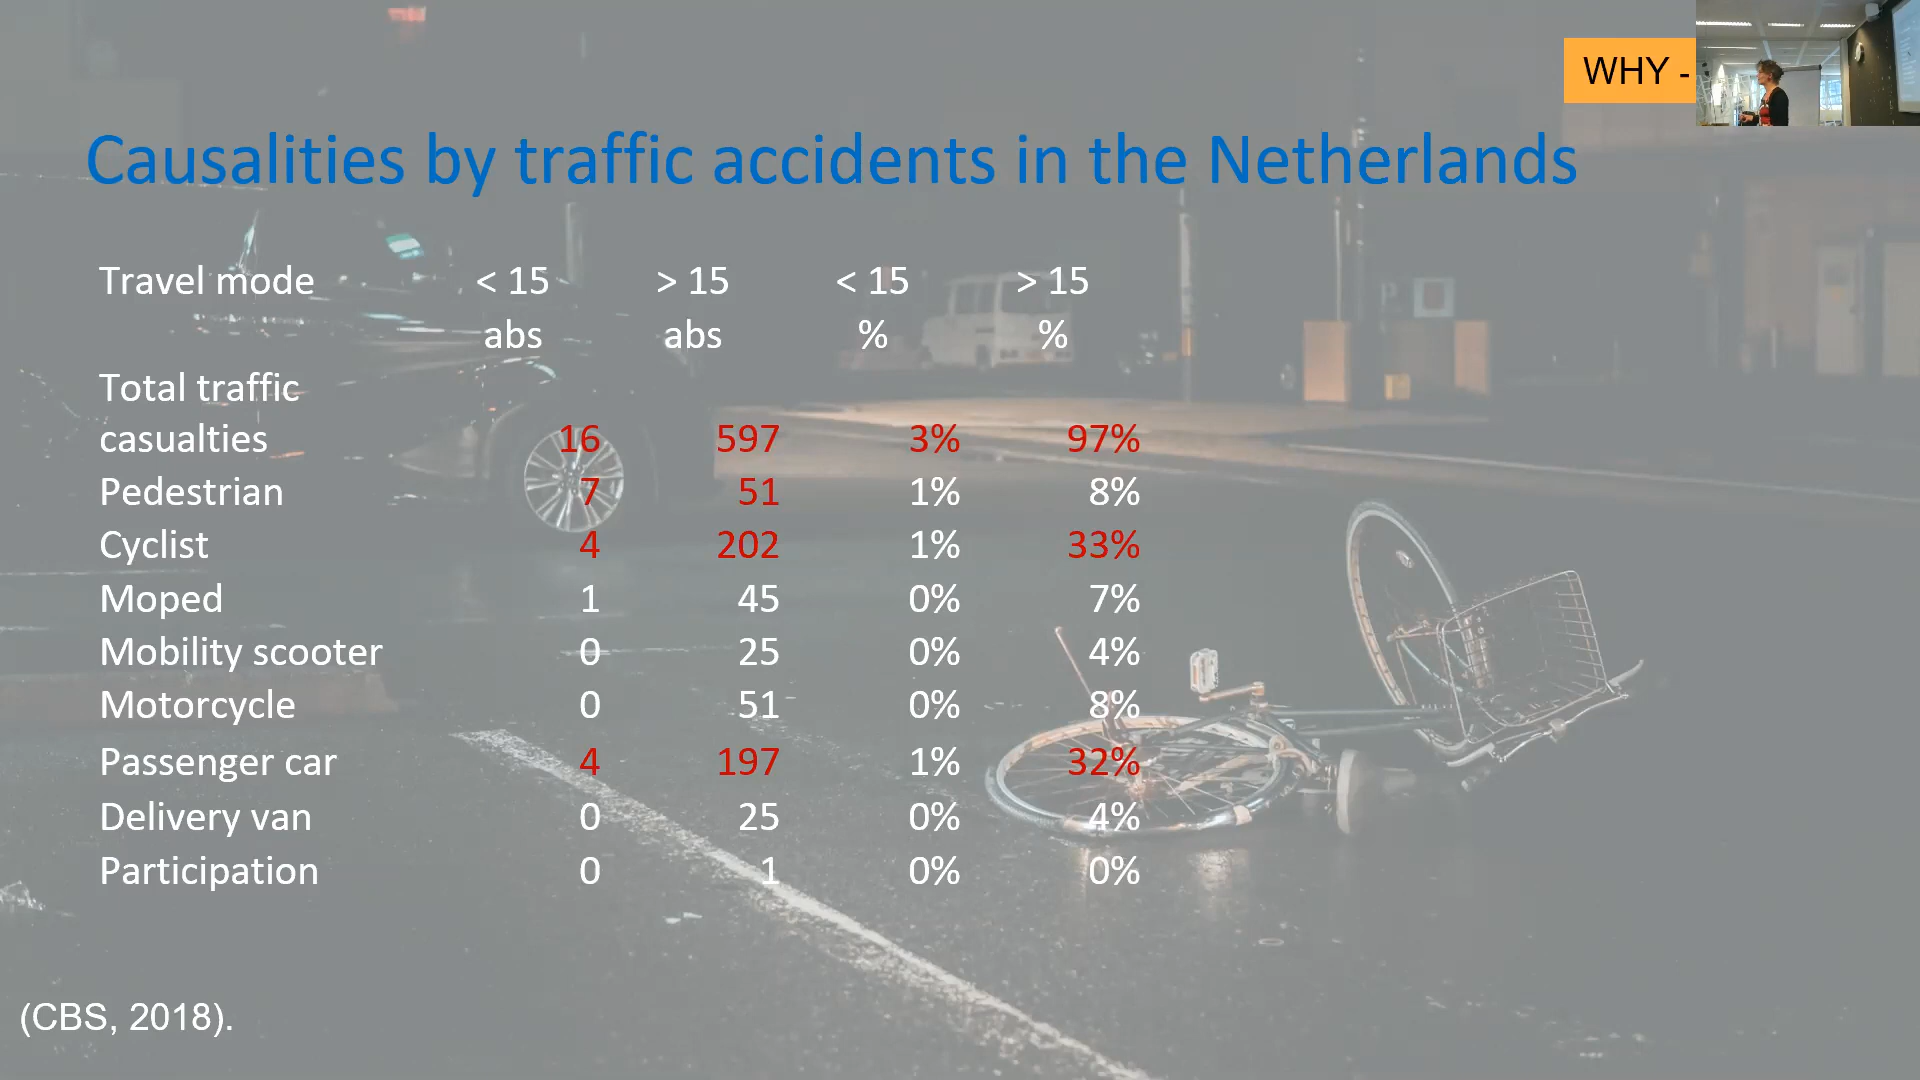 WHY -
Causalities by traffic accidents in the Netherlands
Travel mode < 15 > 15 < 15 > 15
abs abs % %
Total traffic
casualties 16 597 3% 97%
Pedestrian 7 51 1% 8%
Cyclist 4 202 1% 33%
Moped 1 45 0% 7%
Mobility scooter 0 25 0% 4%
Motorcycle 0 51 0% 8%
Passenger car 4 197 1% 32%
Delivery van 0 25 0% 4%
Participation 0 1 0% 0%
(CBS, 2018).